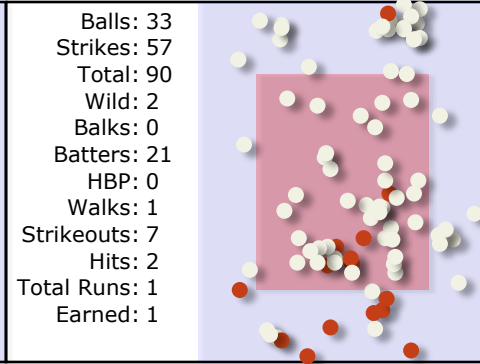 Balls: 33
Strikes: 57
Total: 90
Wild: 2
Balks: 0
Batters: 21
HBP: 0
Walks: 1
Strikeouts: 7
Hits: 2
Total Runs: 1
Earned: 1